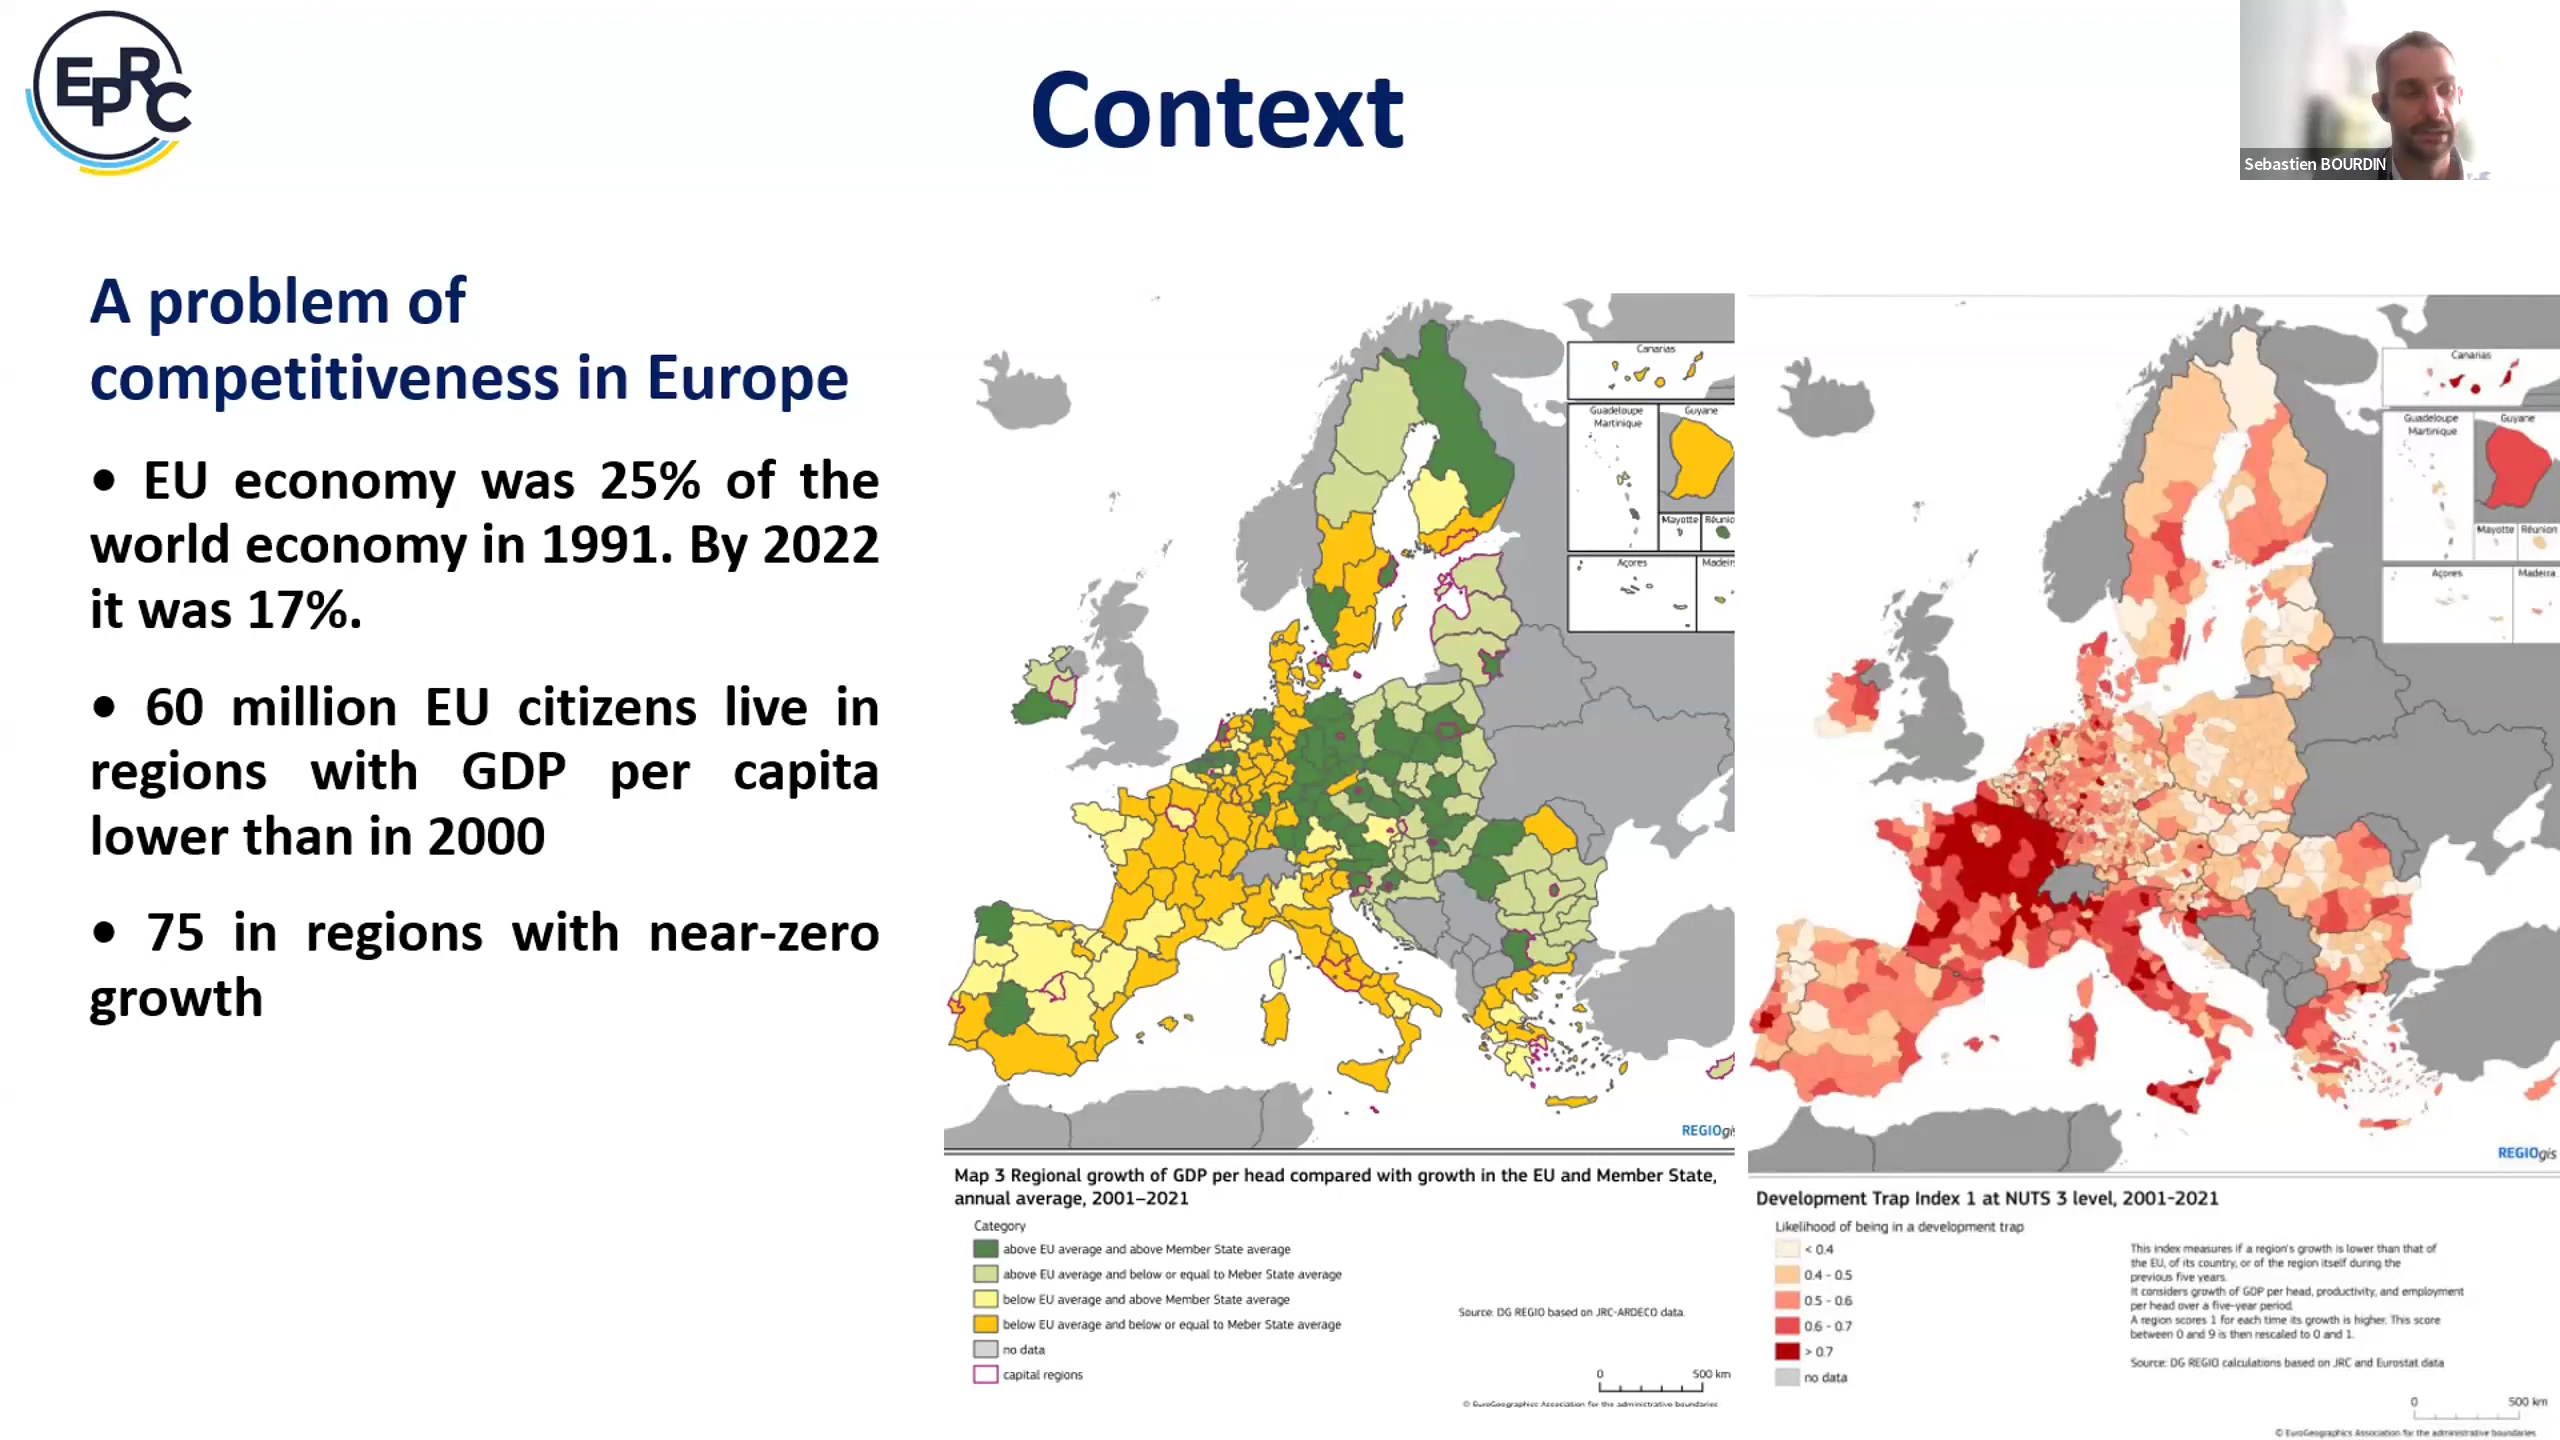 EPRC
Context
Sebastien BOURDIN
A problem of
competitiveness in Europe
• EU economy was 25% of the
world economy in 1991. By 2022
it was 17%.
• 60 million EU citizens live in
regions with GDP per capita
lower than in 2000
• 75 in regions with near-zero
growth
Canarias
Guadeloupe
Martinique
Guyane
Mayotte
Réunio
Açores
Madeir
REGIOgi
Map 3 Regional growth of GDP per head compared with growth in the EU and Member State,
annual average, 2001–2021
Category
above EU average and above Member State average
above EU average and below or equal to Meber State average
below EU average and above Member State average
below EU average and below or equal to Meber State average
no data
capital regions
Source: DG REGIO based on JRC-ARDECO data.
0 500 km
© EuroGeographics Association for the administrative boundaries
Canarias
Guadeloupe
Martinique
Guyane
Mayotte
Réunion
Açores
Madeira
REGIOgis
Development Trap Index 1 at NUTS 3 level, 2001-2021
Likelihood of being in a development trap
< 0.4
0.4 - 0.5
0.5 - 0.6
0.6 - 0.7
> 0.7
no data
This index measures if a region's growth is lower than that of
the EU, of its country, or of the region itself during the
previous five years.
It considers growth of GDP per head, productivity, and employment
per head over a five-year period.
A region scores 1 for each time its growth is higher. This score
between 0 and 9 is then rescaled to 0 and 1.
Source: DG REGIO calculations based on JRC and Eurostat data
0 500 km
© EuroGeographics Association for the administrative boundaries